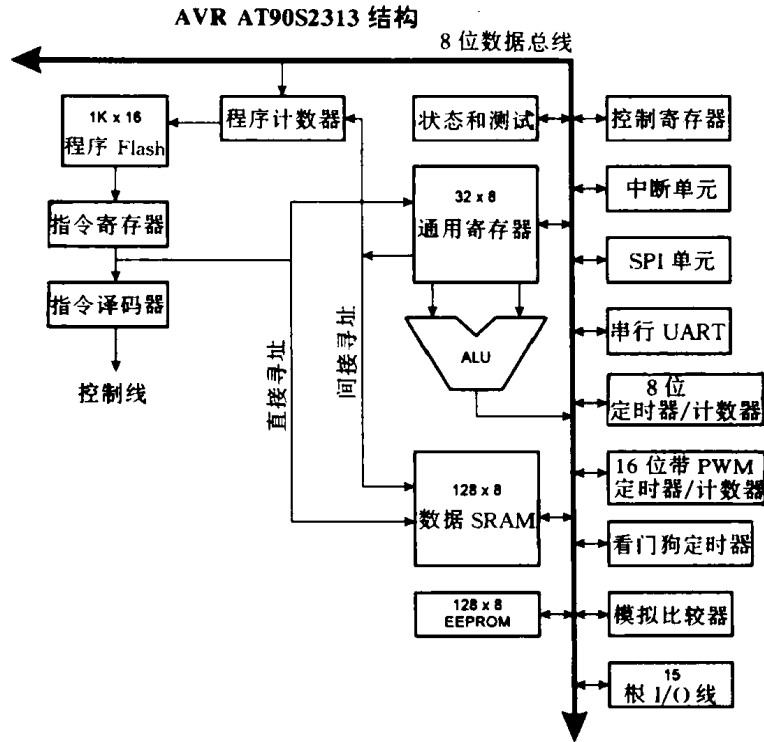 AVR AT90S2313 结构
8 位数据总线
1K x 16
程序 Flash
程序计数器
状态和测试
控制寄存器
指令寄存器
32 x 8
通用寄存器
中断单元
SPI 单元
指令译码器
ALU
串行 UART
控制线
直接寻址
间接寻址
8 位
定时器/计数器
128 x 8
数据 SRAM
16 位带 PWM
定时器/计数器
看门狗定时器
128 x 8
EEPROM
模拟比较器
15
根 I/O 线